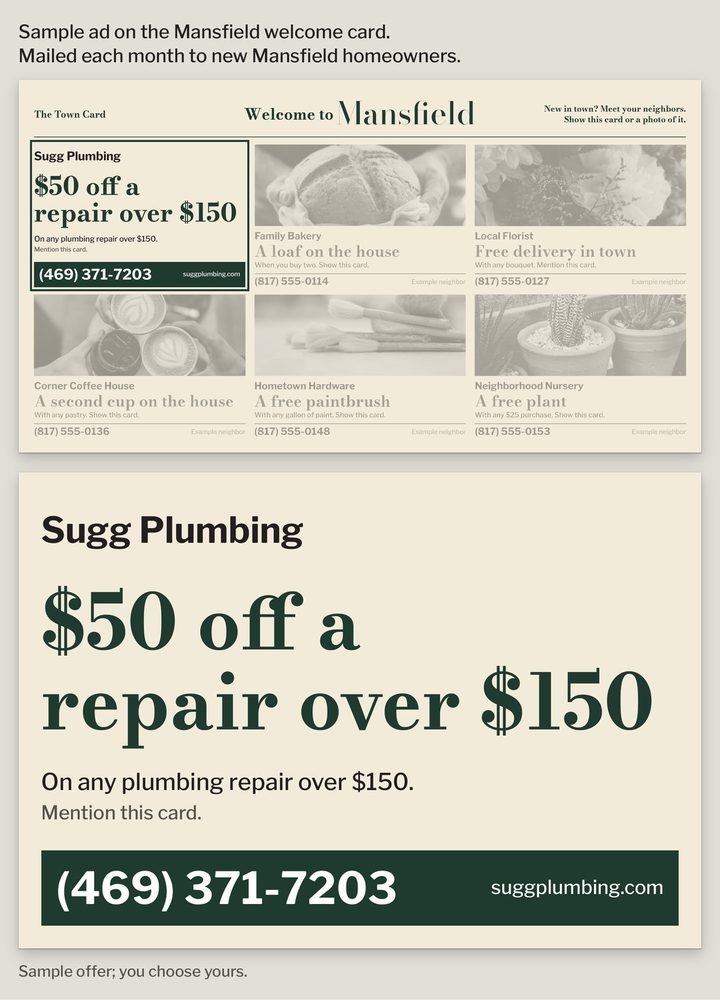 Sample ad on the Mansfield welcome card.
Mailed each month to new Mansfield homeowners.
The Town Card
Welcome to Mansfield
New in town? Meet your neighbors.
Show this card or a photo of it.
Sugg Plumbing
$50 off a
repair over $150
On any plumbing repair over $150.
Mention this card.
(469) 371-7203
suggplumbing.com
Family Bakery
A loaf on the house
When you buy two. Show this card.
(817) 555-0114
Example neighbor
Local Florist
Free delivery in town
With any bouquet. Mention this card.
(817) 555-0127
Example neighbor
Corner Coffee House
A second cup on the house
With any pastry. Show this card.
(817) 555-0136
Example neighbor
Hometown Hardware
A free paintbrush
With any gallon of paint. Show this card.
(817) 555-0148
Example neighbor
Neighborhood Nursery
A free plant
With any $25 purchase. Show this card.
(817) 555-0153
Example neighbor
Sugg Plumbing
$50 off a
repair over $150
On any plumbing repair over $150.
Mention this card.
(469) 371-7203
suggplumbing.com
Sample offer; you choose yours.